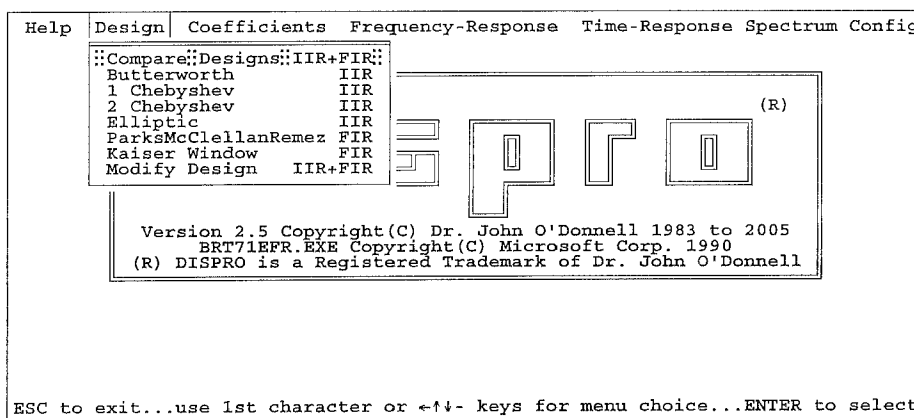 Help Design Coefficients Frequency-Response Time-Response Spectrum Config
Compare Designs IIR+FIR
Butterworth IIR
1 Chebyshev IIR
2 Chebyshev IIR
Elliptic IIR
ParksMcClellanRemez FIR
Kaiser Window FIR
Modify Design IIR+FIR
(R)
spro
Version 2.5 Copyright(C) Dr. John O'Donnell 1983 to 2005
BRT71EFR.EXE Copyright(C) Microsoft Corp. 1990
(R) DISPRO is a Registered Trademark of Dr. John O'Donnell
ESC to exit...use 1st character or ←↑↓- keys for menu choice...ENTER to select